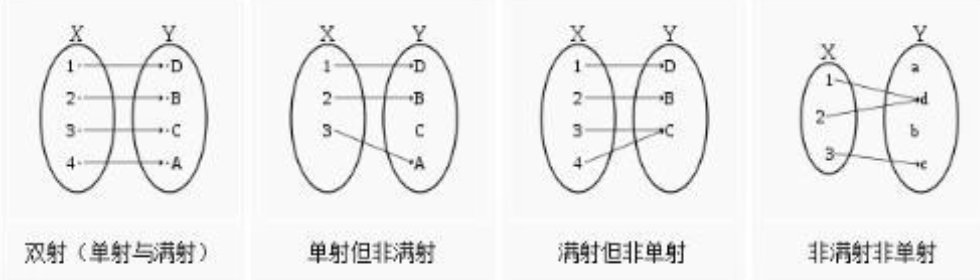 X Y
1 D
2 B
3 C
4 A
双射（单射与满射）
X Y
1 D
2 B
3 C
A
单射但非满射
X Y
1 D
2 B
3 C
4
满射但非单射
X Y
a
1 d
2 b
3 c
非满射非单射